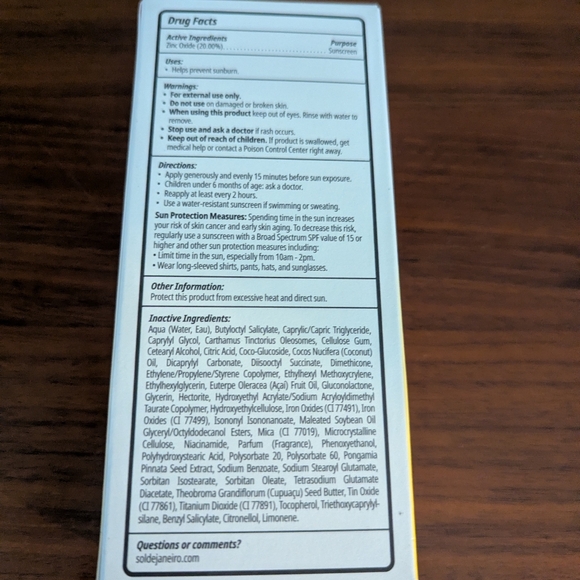 Drug Facts
Active Ingredients Purpose
Zinc Oxide (20.00%)................................Sunscreen
Uses:
• Helps prevent sunburn.
Warnings:
• For external use only.
• Do not use on damaged or broken skin.
• When using this product keep out of eyes. Rinse with water to
remove.
• Stop use and ask a doctor if rash occurs.
• Keep out of reach of children. If product is swallowed, get
medical help or contact a Poison Control Center right away.
Directions:
• Apply generously and evenly 15 minutes before sun exposure.
• Children under 6 months of age: ask a doctor.
• Reapply at least every 2 hours.
• Use a water-resistant sunscreen if swimming or sweating.
Sun Protection Measures: Spending time in the sun increases
your risk of skin cancer and early skin aging. To decrease this risk,
regularly use a sunscreen with a Broad Spectrum SPF value of 15 or
higher and other sun protection measures including:
• Limit time in the sun, especially from 10am - 2pm.
• Wear long-sleeved shirts, pants, hats, and sunglasses.
Other Information:
Protect this product from excessive heat and direct sun.
Inactive Ingredients:
Aqua (Water, Eau), Butyloctyl Salicylate, Caprylic/Capric Triglyceride,
Caprylyl Glycol, Carthamus Tinctorius Oleosomes, Cellulose Gum,
Cetearyl Alcohol, Citric Acid, Coco-Glucoside, Cocos Nucifera (Coconut)
Oil, Dicaprylyl Carbonate, Diisooctyl Succinate, Dimethicone,
Ethylene/Propylene/Styrene Copolymer, Ethylhexyl Methoxycrylene,
Ethylhexylglycerin, Euterpe Oleracea (Açaí) Fruit Oil, Gluconolactone,
Glycerin, Hectorite, Hydroxyethyl Acrylate/Sodium Acryloyldimethyl
Taurate Copolymer, Hydroxyethylcellulose, Iron Oxides (CI 77491), Iron
Oxides (CI 77499), Isononyl Isononanoate, Maleated Soybean Oil
Glyceryl/Octyldodecanol Esters, Mica (CI 77019), Microcrystalline
Cellulose, Niacinamide, Parfum (Fragrance), Phenoxyethanol,
Polyhydroxystearic Acid, Polysorbate 20, Polysorbate 60, Pongamia
Pinnata Seed Extract, Sodium Benzoate, Sodium Stearoyl Glutamate,
Sorbitan Isostearate, Sorbitan Oleate, Tetrasodium Glutamate
Diacetate, Theobroma Grandiflorum (Cupuaçu) Seed Butter, Tin Oxide
(CI 77861), Titanium Dioxide (CI 77891), Tocopherol, Triethoxycaprylyl-
silane, Benzyl Salicylate, Citronellol, Limonene.
Questions or comments?
soldejaneiro.com